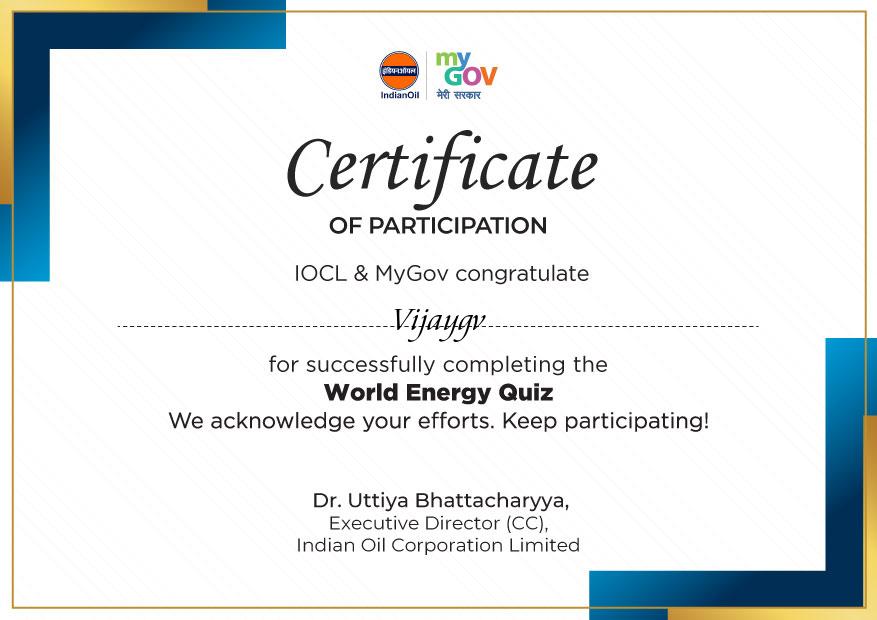 इंडियनऑयल
IndianOil
my
GOV
मेरी सरकार
Certificate
OF PARTICIPATION
IOCL & MyGov congratulate
Vijaygv
for successfully completing the
World Energy Quiz
We acknowledge your efforts. Keep participating!
Dr. Uttiya Bhattacharyya,
Executive Director (CC),
Indian Oil Corporation Limited